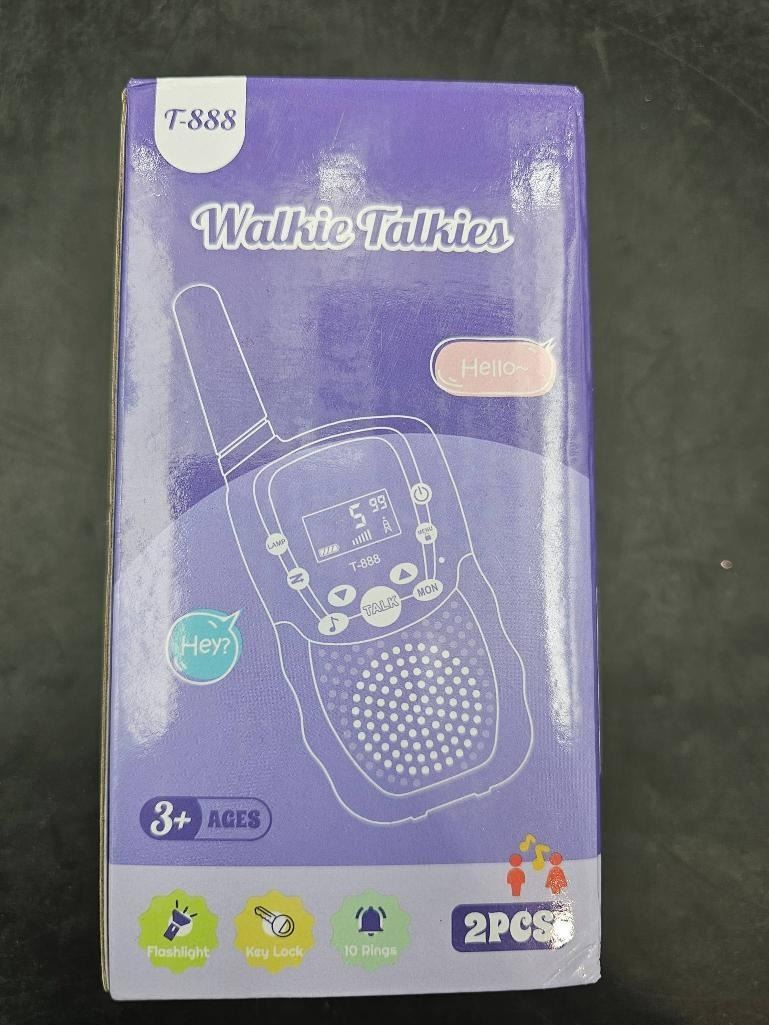 T-888
Walkie Talkies
Hello~
5 99
LAMP
MENU
T-888
TALK
MON
Hey?
3+ AGES
Flashlight
Key Lock
10 Rings
2PCS